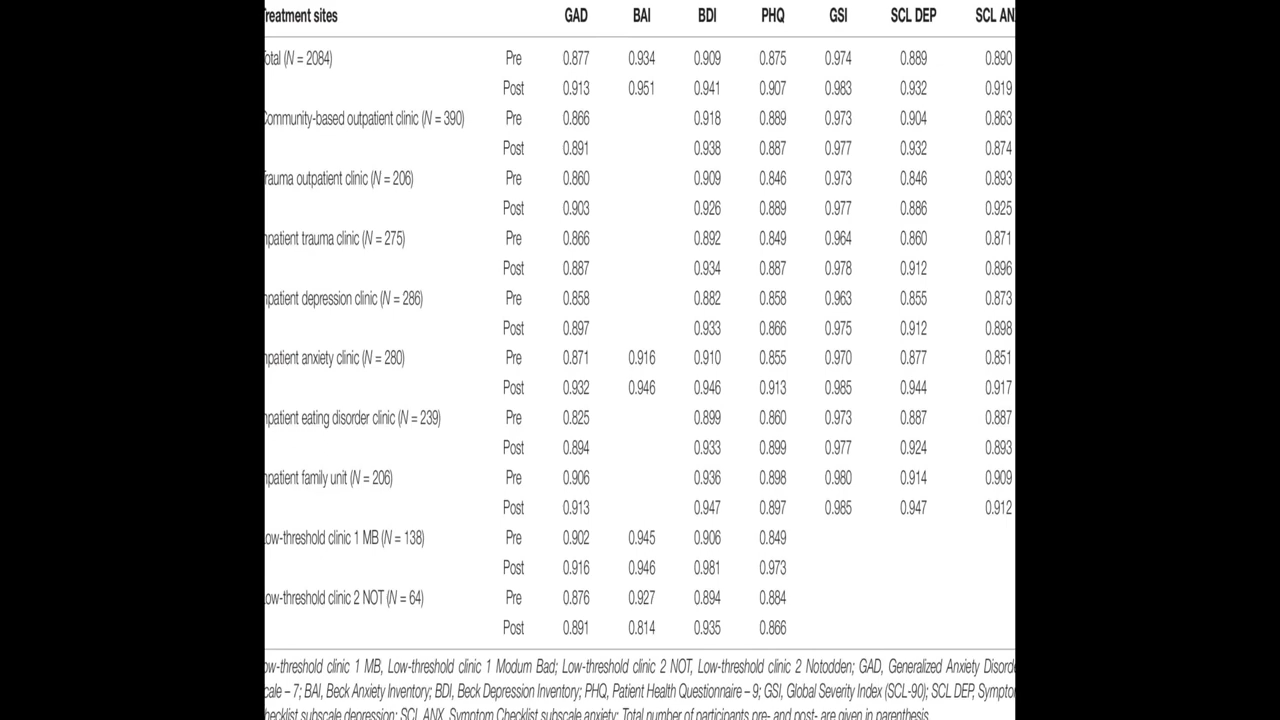 Treatment sites GAD BAI BDI PHQ GSI SCL DEP SCL AN
Total (N = 2084) Pre 0.877 0.934 0.909 0.875 0.974 0.889 0.890
Post 0.913 0.951 0.941 0.907 0.983 0.932 0.919
Community-based outpatient clinic (N = 390) Pre 0.866 0.918 0.889 0.973 0.904 0.863
Post 0.891 0.938 0.887 0.977 0.932 0.874
Trauma outpatient clinic (N = 206) Pre 0.860 0.909 0.846 0.973 0.846 0.893
Post 0.903 0.926 0.889 0.977 0.886 0.925
npatient trauma clinic (N = 275) Pre 0.866 0.892 0.849 0.964 0.860 0.871
Post 0.887 0.934 0.887 0.978 0.912 0.896
npatient depression clinic (N = 286) Pre 0.858 0.882 0.858 0.963 0.855 0.873
Post 0.897 0.933 0.866 0.975 0.912 0.898
npatient anxiety clinic (N = 280) Pre 0.871 0.916 0.910 0.855 0.970 0.877 0.851
Post 0.932 0.946 0.946 0.913 0.985 0.944 0.917
npatient eating disorder clinic (N = 239) Pre 0.825 0.899 0.860 0.973 0.887 0.887
Post 0.894 0.933 0.899 0.977 0.924 0.893
npatient family unit (N = 206) Pre 0.906 0.936 0.898 0.980 0.914 0.909
Post 0.913 0.947 0.897 0.985 0.947 0.912
Low-threshold clinic 1 MB (N = 138) Pre 0.902 0.945 0.906 0.849
Post 0.916 0.946 0.981 0.973
Low-threshold clinic 2 NOT (N = 64) Pre 0.876 0.927 0.894 0.884
Post 0.891 0.814 0.935 0.866
ow-threshold clinic 1 MB, Low-threshold clinic 1 Modum Bad; Low-threshold clinic 2 NOT, Low-threshold clinic 2 Notodden; GAD, Generalized Anxiety Disorde
cale – 7; BAI, Beck Anxiety Inventory; BDI, Beck Depression Inventory; PHQ, Patient Health Questionnaire – 9; GSI, Global Severity Index (SCL-90); SCL DEP, Sympto
hecklist subscale depression; SCL ANX, Symptom Checklist subscale anxiety; Total number of participants pre- and post- are given in parenthesis.